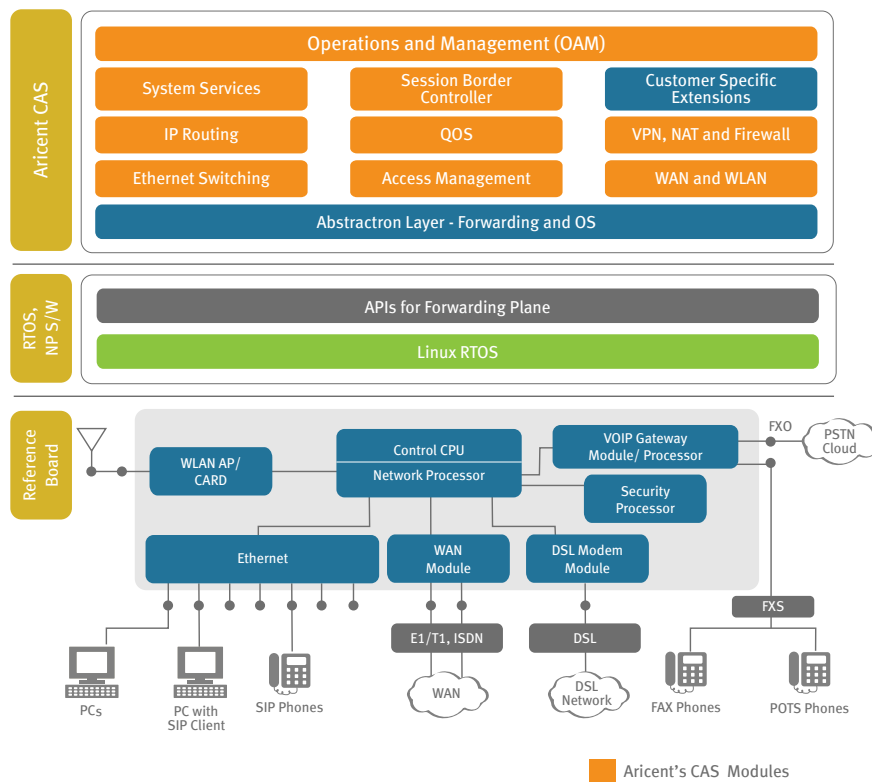 Aricent CAS
Operations and Management (OAM)
System Services
Session Border
Controller
Customer Specific
Extensions
IP Routing
QOS
VPN, NAT and Firewall
Ethernet Switching
Access Management
WAN and WLAN
Abstractron Layer - Forwarding and OS
RTOS,
NP S/W
APIs for Forwarding Plane
Linux RTOS
Reference
Board
WLAN AP/
CARD
Control CPU
Network Processor
VOIP Gateway
Module/ Processor
FXO
PSTN
Cloud
Security
Processor
Ethernet
WAN
Module
DSL Modem
Module
E1/T1, ISDN
DSL
FXS
PCs
PC with
SIP Client
SIP Phones
WAN
DSL
Network
FAX Phones
POTS Phones
Aricent's CAS Modules